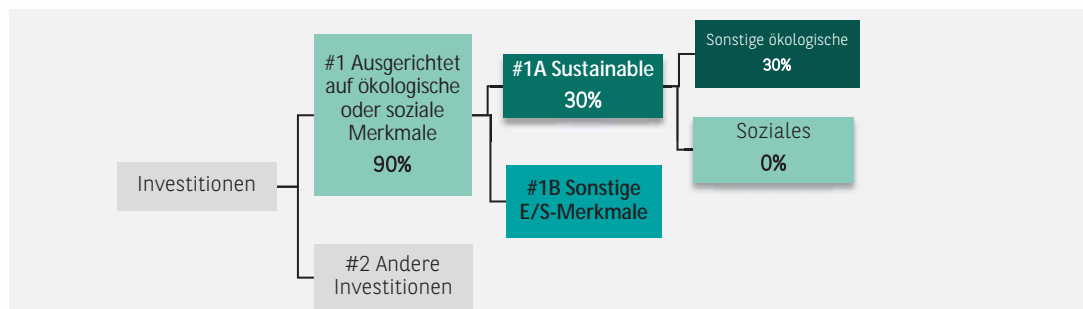 Investitionen
#1 Ausgerichtet
auf ökologische
oder soziale
Merkmale
90%
#2 Andere
Investitionen
#1A Sustainable
30%
#1B Sonstige
E/S-Merkmale
Sonstige ökologische
30%
Soziales
0%